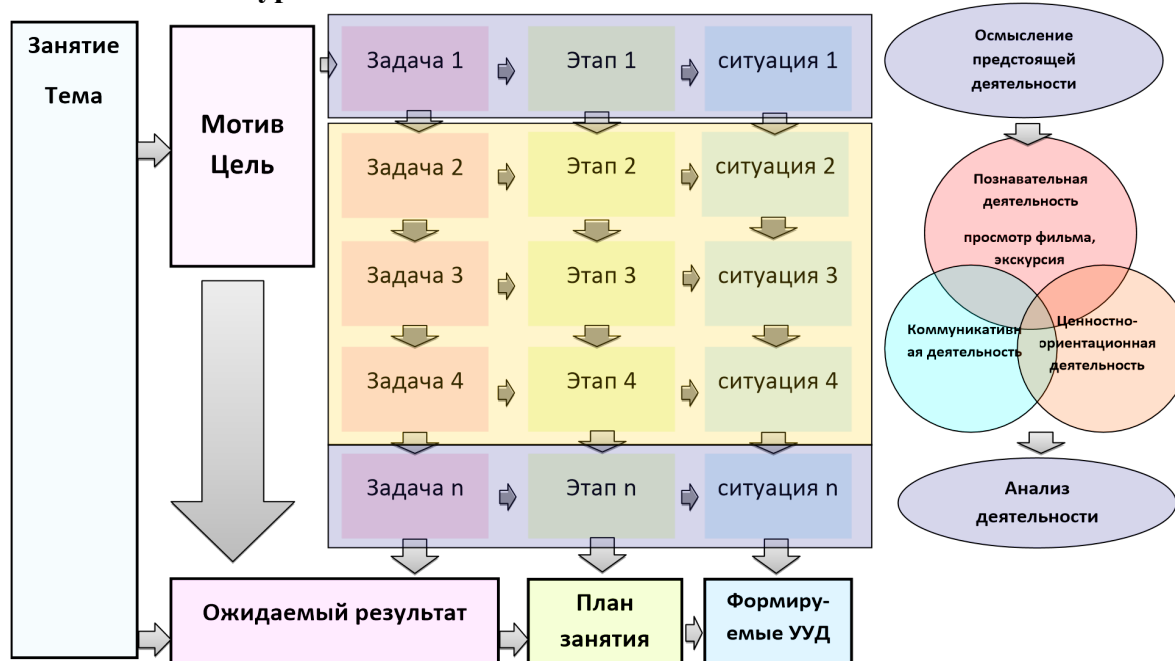 Занятие
Тема
Мотив
Цель
Задача 1
Этап 1
ситуация 1
Задача 2
Этап 2
ситуация 2
Задача 3
Этап 3
ситуация 3
Задача 4
Этап 4
ситуация 4
Задача n
Этап n
ситуация n
Ожидаемый результат
План
занятия
Формиру-
емые УУД
Осмысление
предстоящей
деятельности
Познавательная
деятельность
просмотр фильма,
экскурсия
Коммуникативн
ая деятельность
Ценностно-
ориентационная
деятельность
Анализ
деятельности